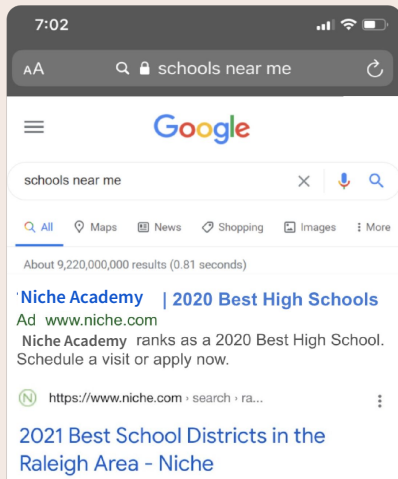 7:02
AA schools near me
Google
schools near me
All Maps News Shopping Images More
About 9,220,000,000 results (0.81 seconds)
'Niche Academy | 2020 Best High Schools
Ad www.niche.com
Niche Academy ranks as a 2020 Best High School.
Schedule a visit or apply now.
N https://www.niche.com › search › ra...
2021 Best School Districts in the
Raleigh Area - Niche